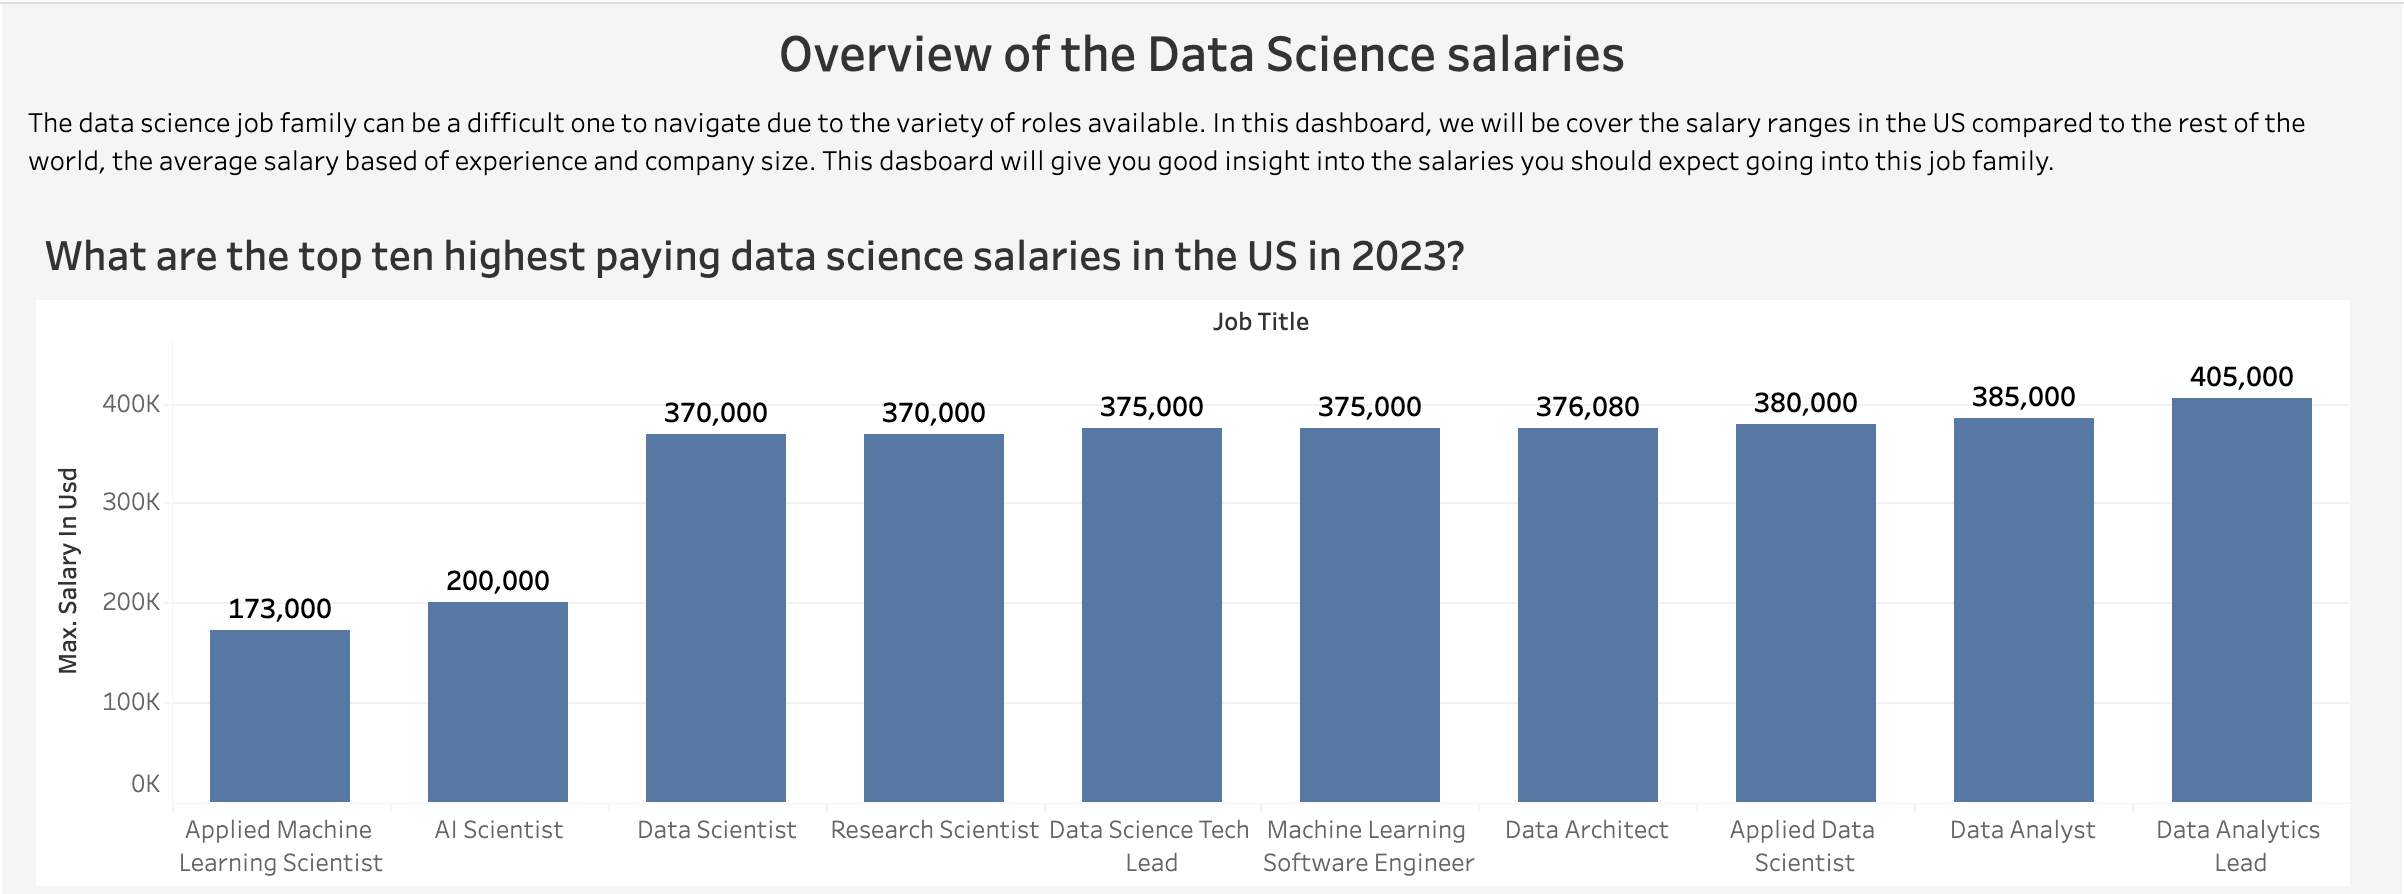 Overview of the Data Science salaries
The data science job family can be a difficult one to navigate due to the variety of roles available. In this dashboard, we will be cover the salary ranges in the US compared to the rest of the
world, the average salary based of experience and company size. This dasboard will give you good insight into the salaries you should expect going into this job family.
What are the top ten highest paying data science salaries in the US in 2023?
Job Title
Max. Salary In Usd
400K
300K
200K
100K
0K
173,000
200,000
370,000
370,000
375,000
375,000
376,080
380,000
385,000
405,000
Applied Machine
Learning Scientist
AI Scientist
Data Scientist
Research Scientist
Data Science Tech
Lead
Machine Learning
Software Engineer
Data Architect
Applied Data
Scientist
Data Analyst
Data Analytics
Lead